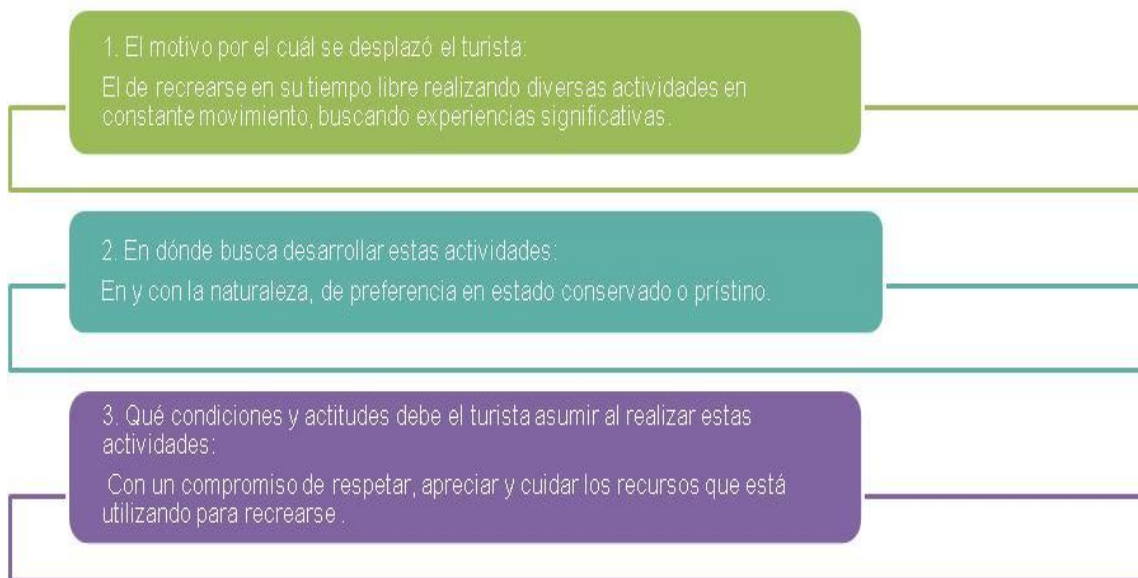 1. El motivo por el cuál se desplazó el turista:
El de recrearse en su tiempo libre realizando diversas actividades en
constante movimiento, buscando experiencias significativas.
2. En dónde busca desarrollar estas actividades:
En y con la naturaleza, de preferencia en estado conservado o prístino.
3. Qué condiciones y actitudes debe el turista asumir al realizar estas
actividades:
Con un compromiso de respetar, apreciar y cuidar los recursos que está
utilizando para recrearse .